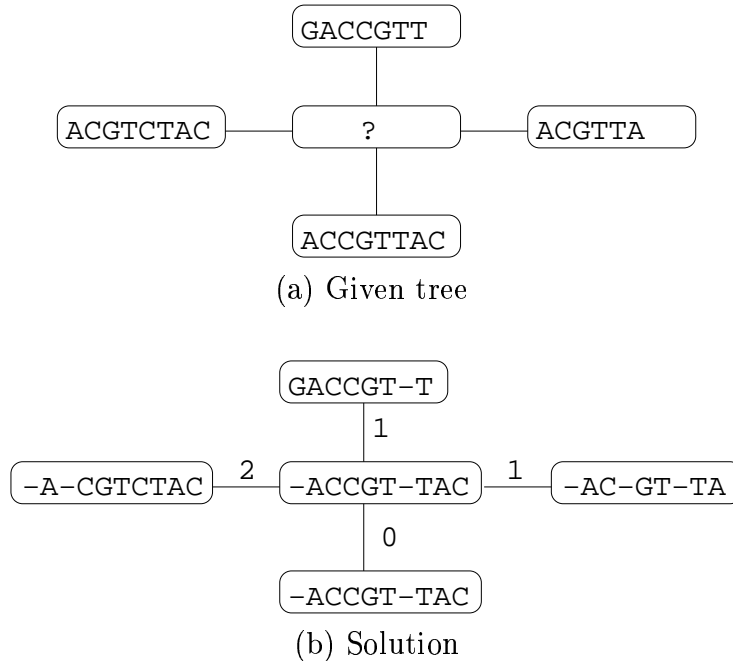 GACCGTT
ACGTCTAC ? ACGTTA
ACCGTTAC
(a) Given tree
GACCGT-T
1
-A-CGTCTAC 2 -ACCGT-TAC 1 -AC-GT-TA
0
-ACCGT-TAC
(b) Solution